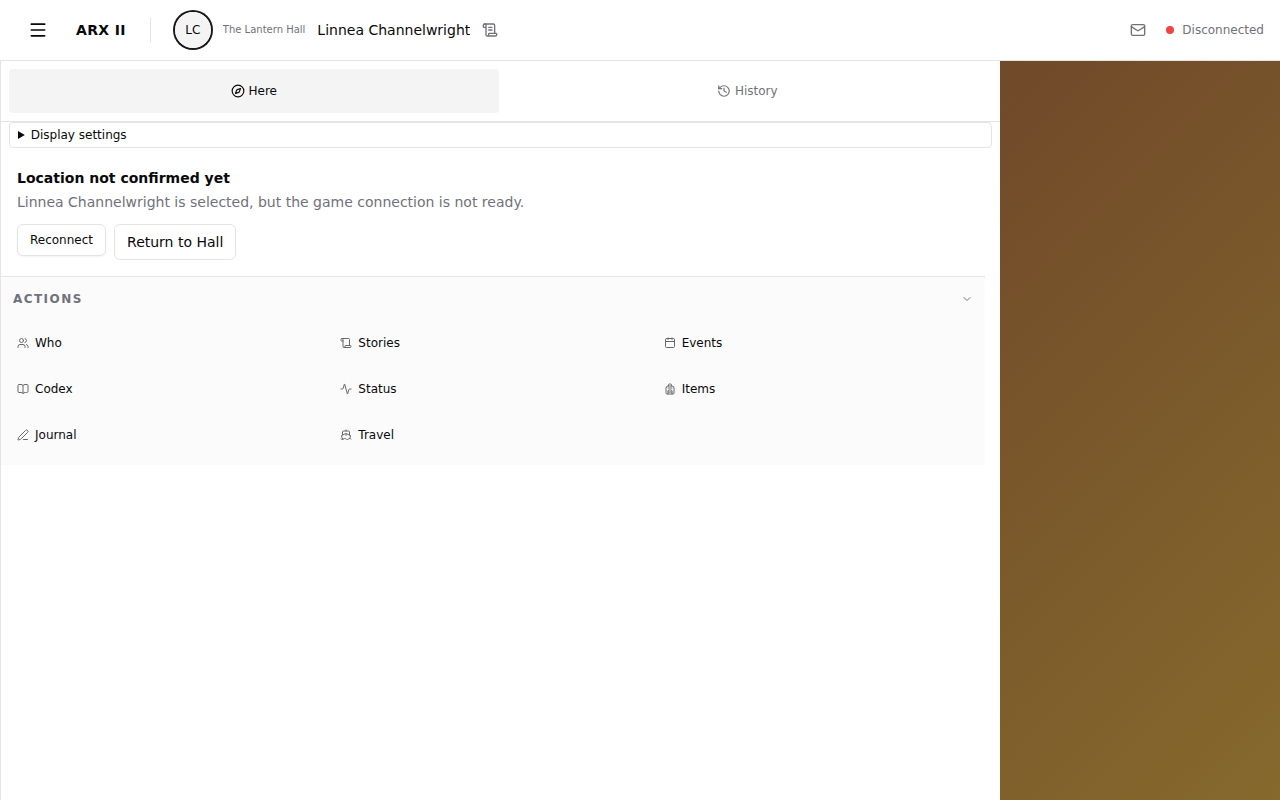 ARX II
LC
The Lantern Hall
Linnea Channelwright
Disconnected
Here
History
Display settings
Location not confirmed yet
Linnea Channelwright is selected, but the game connection is not ready.
Reconnect
Return to Hall
ACTIONS
Who
Stories
Events
Codex
Status
Items
Journal
Travel